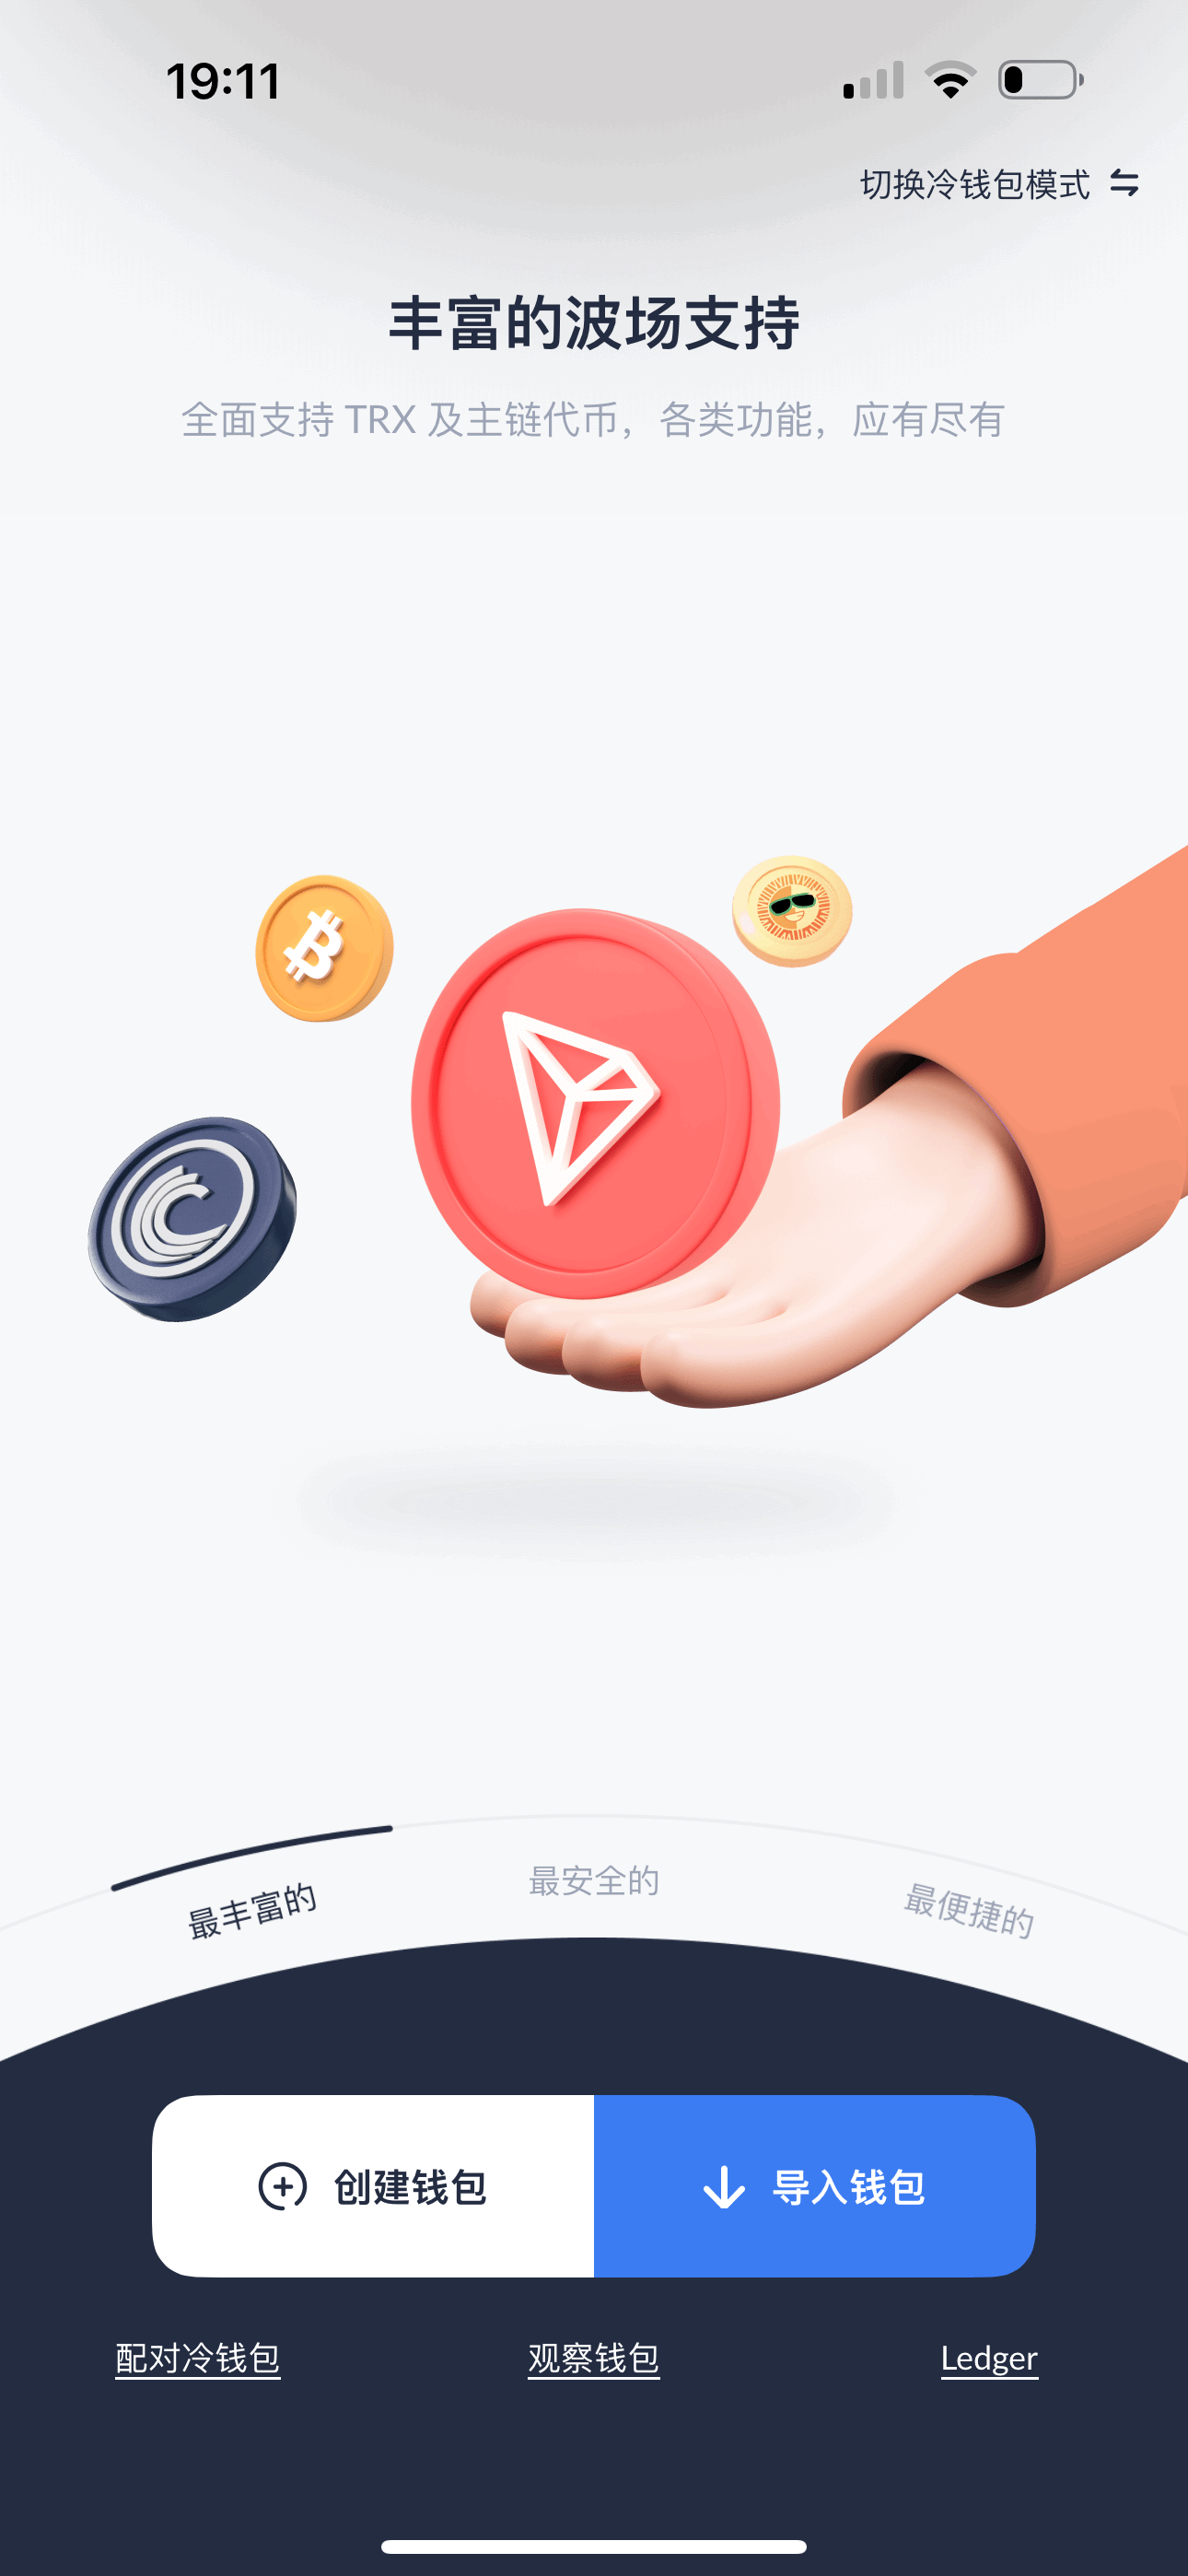 19:11
切换冷钱包模式
丰富的波场支持
全面支持 TRX 及主链代币，各类功能，应有尽有
最丰富的
最安全的
最便捷的
创建钱包
导入钱包
配对冷钱包
观察钱包
Ledger